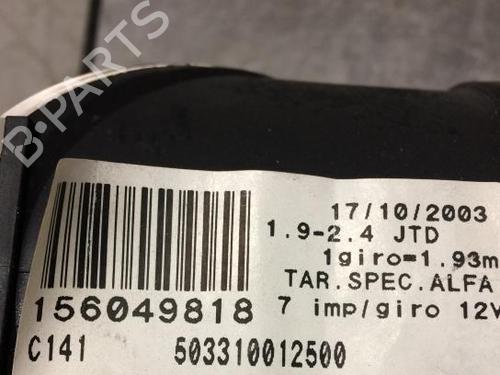 B-PARTS
17/10/2003
1.9-2.4 JTD
1giro=1.93m
TAR.SPEC.ALFA
156049818
7 imp/giro 12V
C141 503310012500